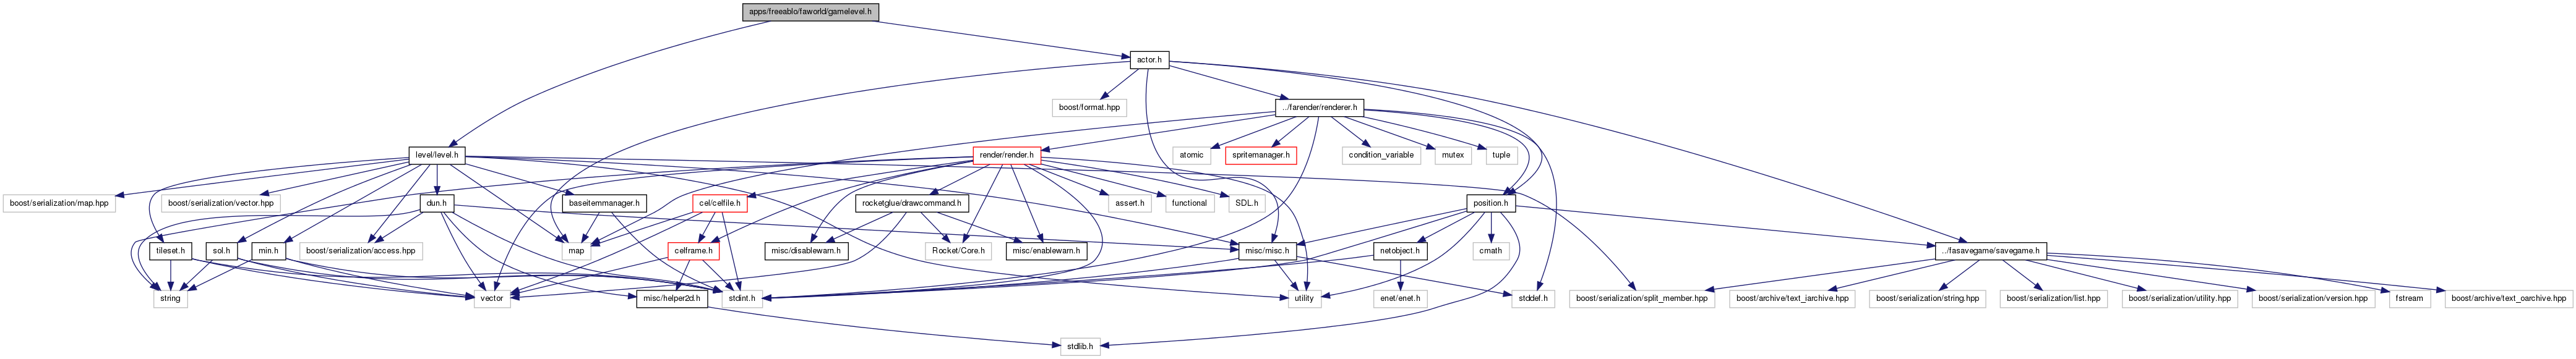 apps/freeablo/faworld/gamelevel.h
actor.h
boost/format.hpp
../farender/renderer.h
level/level.h
render/render.h
atomic
spritemanager.h
condition_variable
mutex
tuple
boost/serialization/map.hpp
boost/serialization/vector.hpp
dun.h
baseitemmanager.h
cel/celfile.h
rocketglue/drawcommand.h
assert.h
functional
SDL.h
position.h
tileset.h
sol.h
min.h
boost/serialization/access.hpp
map
celframe.h
misc/disablewarn.h
Rocket/Core.h
misc/enablewarn.h
misc/misc.h
netobject.h
cmath
../fasavegame/savegame.h
string
vector
misc/helper2d.h
stdint.h
utility
enet/enet.h
stddef.h
boost/serialization/split_member.hpp
boost/archive/text_iarchive.hpp
boost/serialization/string.hpp
boost/serialization/list.hpp
boost/serialization/utility.hpp
boost/serialization/version.hpp
fstream
boost/archive/text_oarchive.hpp
stdlib.h